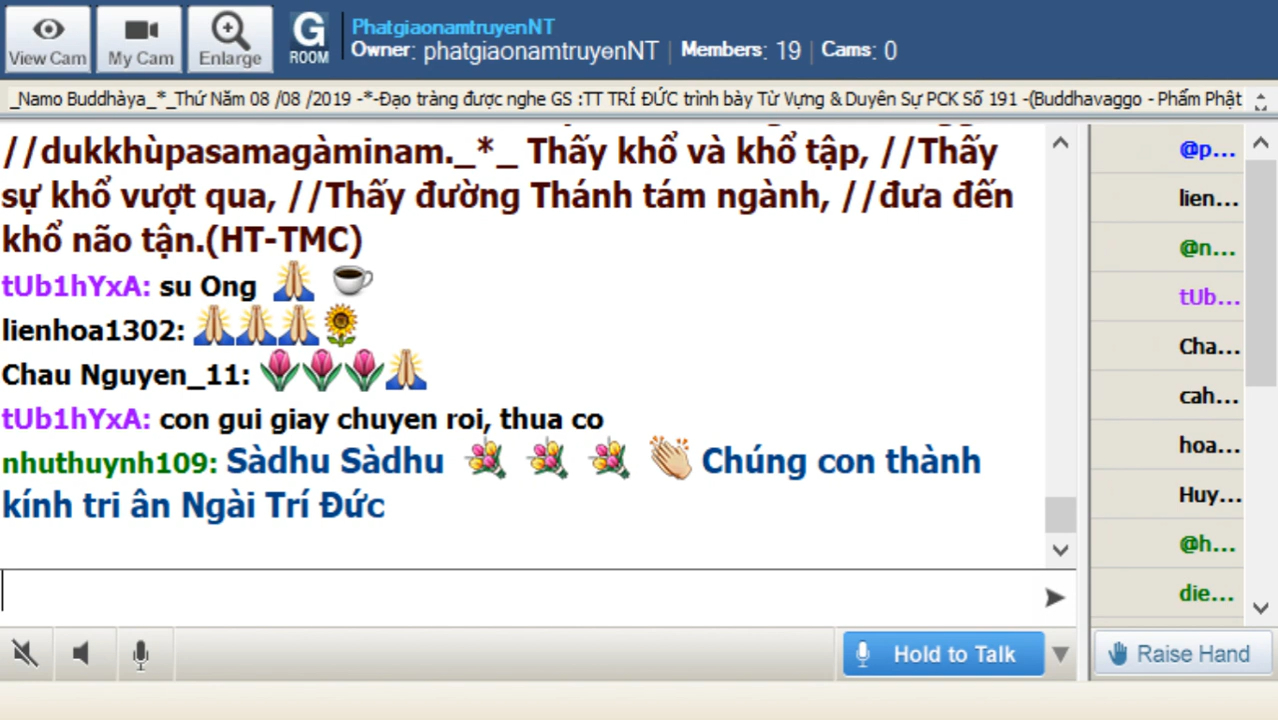 PhatgiaonamtruyenNT
View Cam
My Cam
Enlarge
G
ROOM
Owner: phatgiaonamtruyenNT | Members: 19 | Cams: 0
_Namo Buddhàya_*_Thứ Năm 08 /08 /2019 -*-Đạo tràng được nghe GS :TT TRÍ ĐỨC trình bày Từ Vựng & Duyên Sự PCK Số 191 -(Buddhavaggo - Phẩm Phật
//dukkhùpasamagàminam._*_ Thấy khổ và khổ tập, //Thấy
sự khổ vượt qua, //Thấy đường Thánh tám ngành, //đưa đến
khổ não tận.(HT-TMC)
tUb1hYxA: su Ong
lienhoa1302:
Chau Nguyen_11:
tUb1hYxA: con gui giay chuyen roi, thua co
nhuthuynh109: Sàdhu Sàdhu Chúng con thành
kính tri ân Ngài Trí Đức
@p...
lien...
@n...
tUb...
Cha...
cah...
hoa...
Huy...
@h...
die...
Hold to Talk
Raise Hand